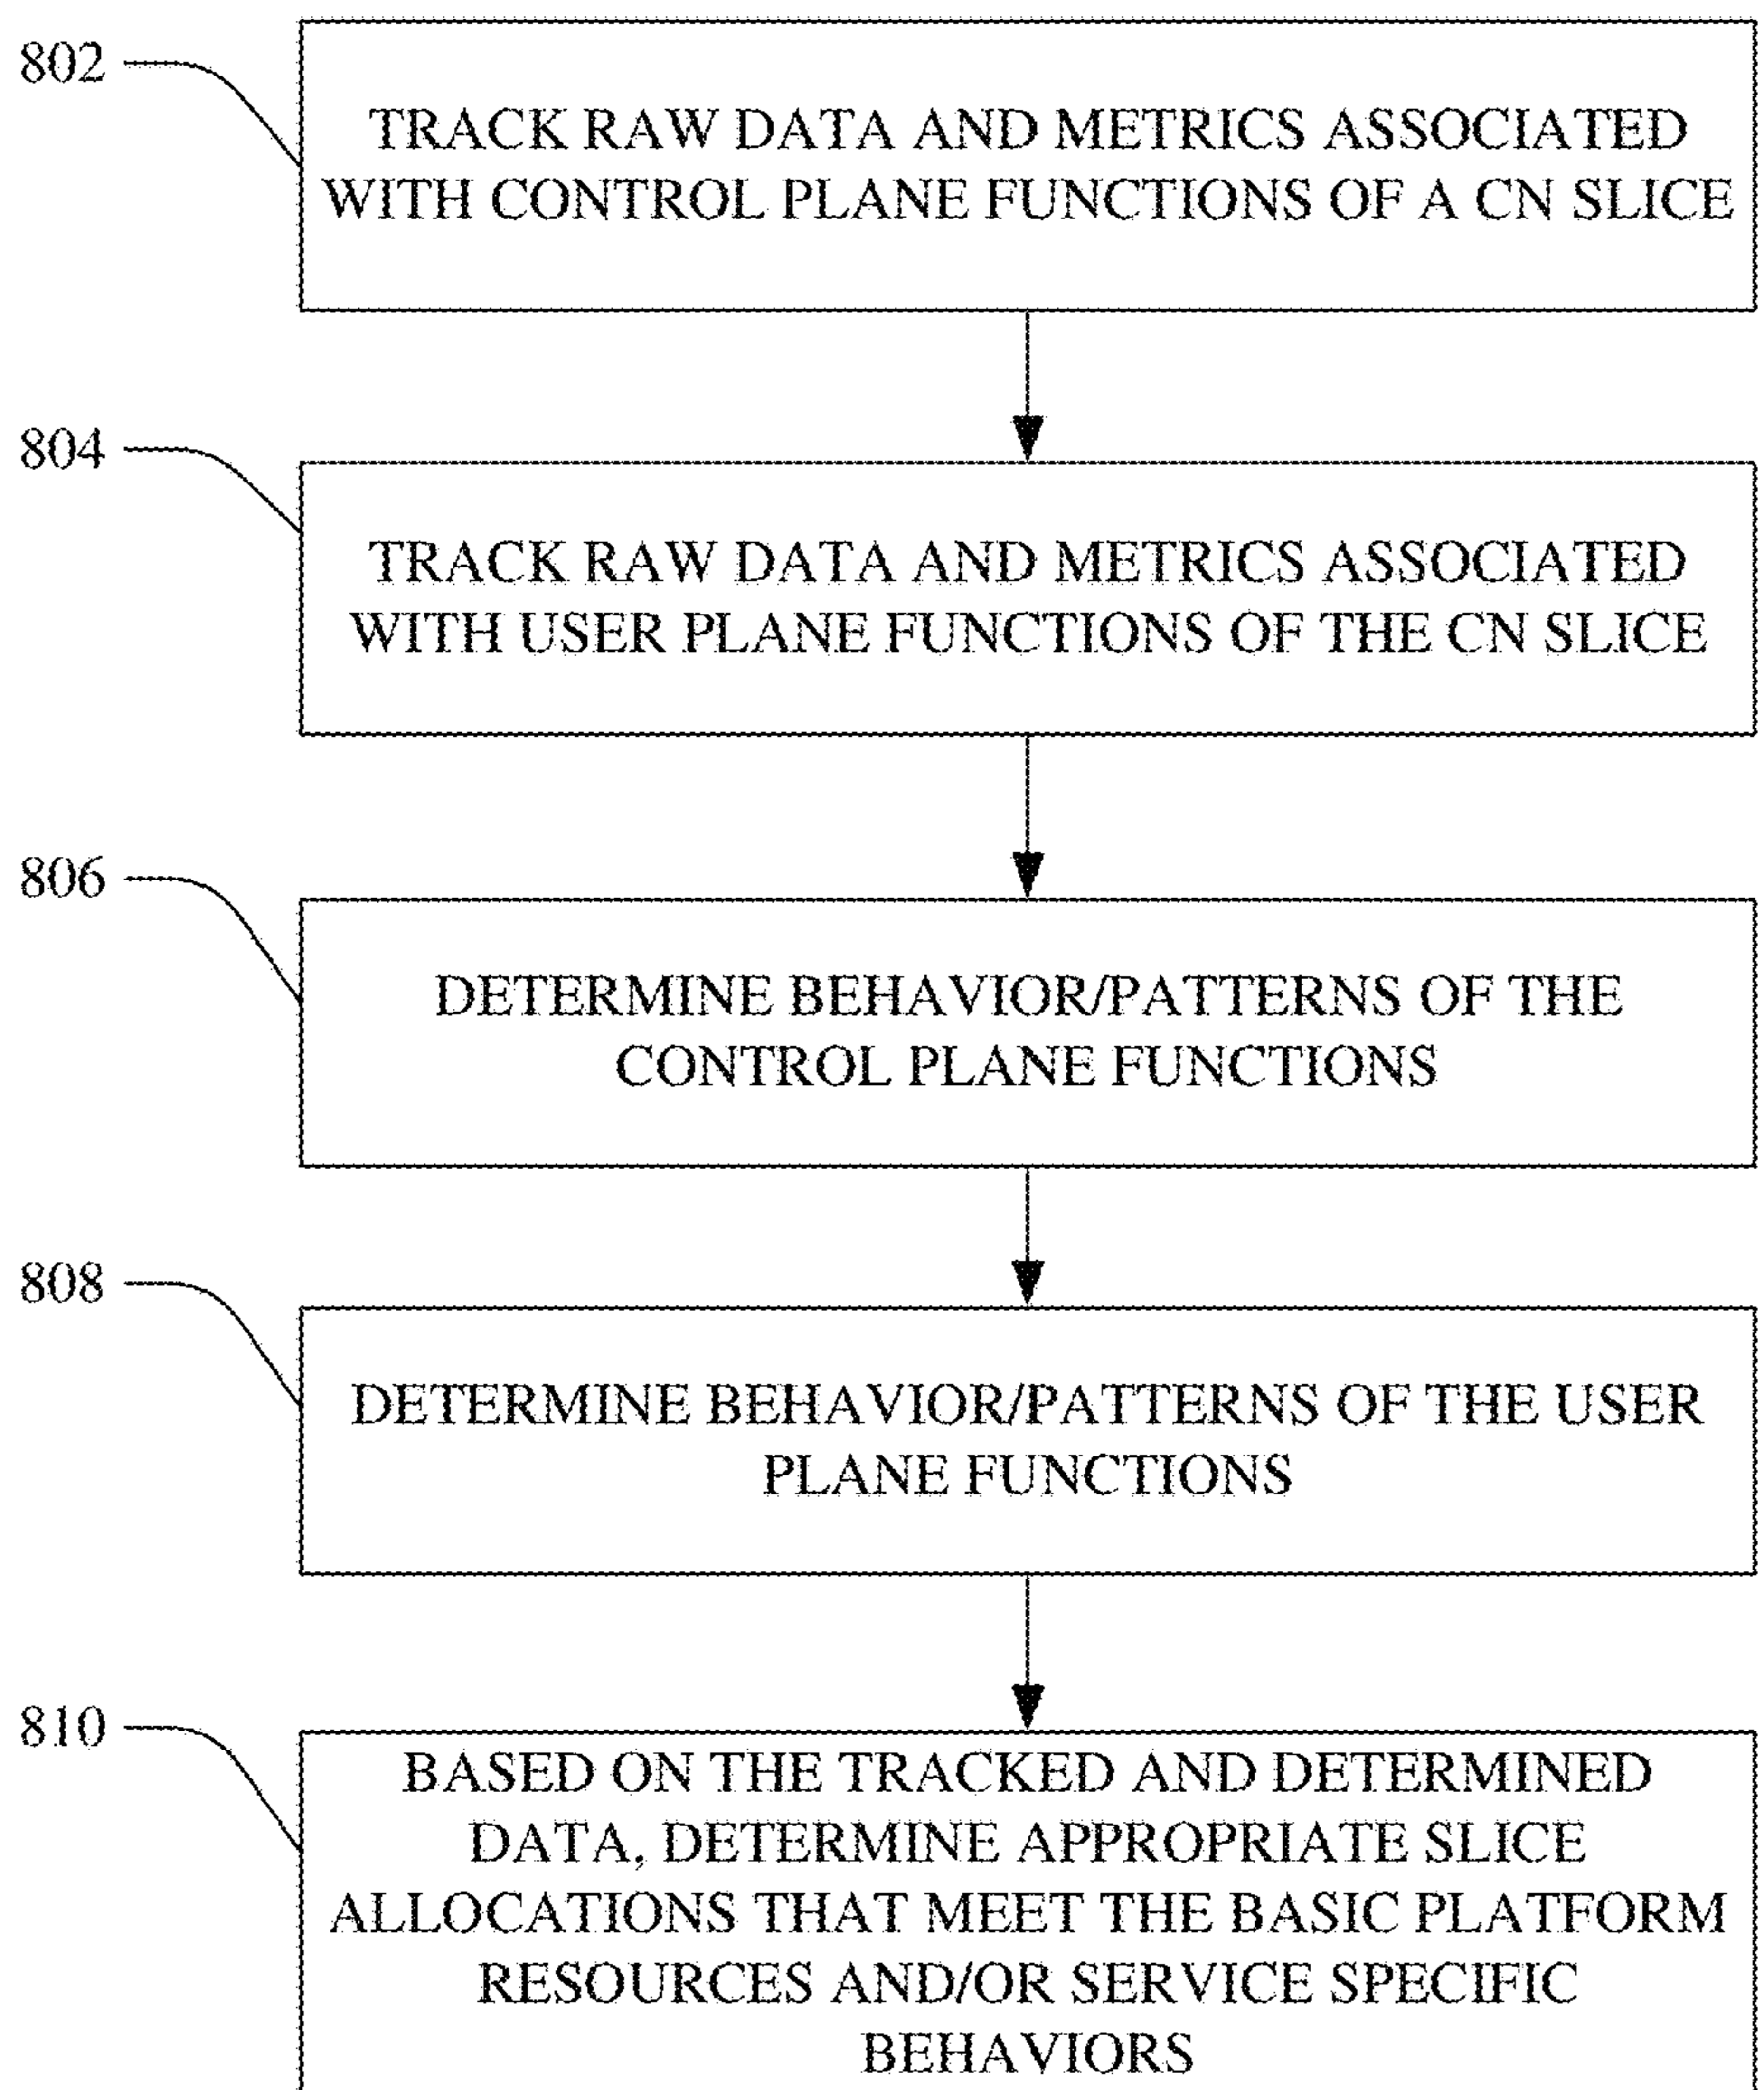 802
TRACK RAW DATA AND METRICS ASSOCIATED
WITH CONTROL PLANE FUNCTIONS OF A CN SLICE
804
TRACK RAW DATA AND METRICS ASSOCIATED
WITH USER PLANE FUNCTIONS OF THE CN SLICE
806
DETERMINE BEHAVIOR/PATTERNS OF THE
CONTROL PLANE FUNCTIONS
808
DETERMINE BEHAVIOR/PATTERNS OF THE USER
PLANE FUNCTIONS
810
BASED ON THE TRACKED AND DETERMINED
DATA, DETERMINE APPROPRIATE SLICE
ALLOCATIONS THAT MEET THE BASIC PLATFORM
RESOURCES AND/OR SERVICE SPECIFIC
BEHAVIORS